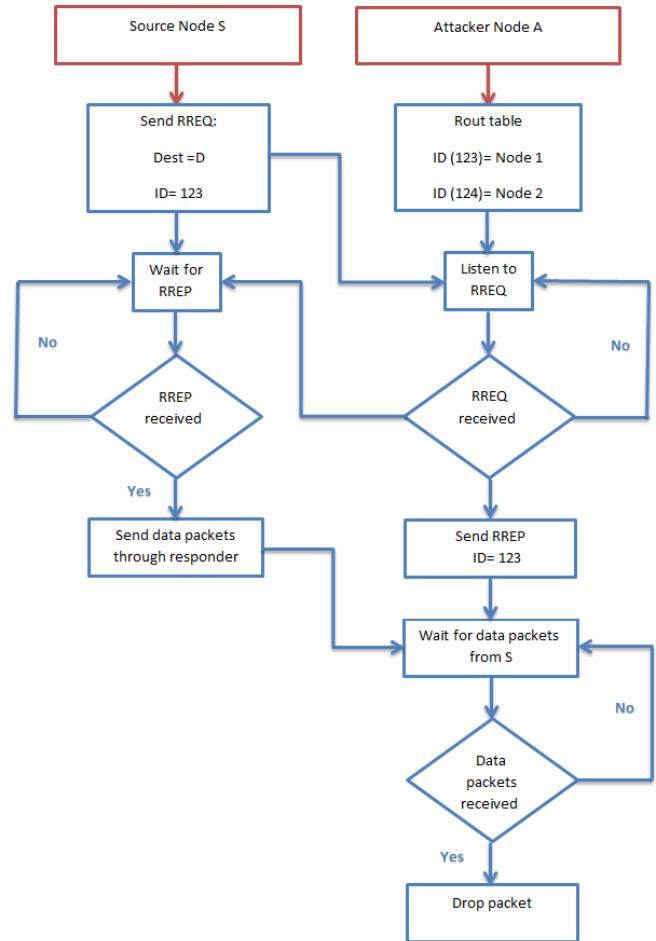 Source Node S
Attacker Node A
Send RREQ:
Dest =D
ID= 123
Rout table
ID (123)= Node 1
ID (124)= Node 2
Wait for
RREP
Listen to
RREQ
No
No
RREP
received
RREQ
received
Yes
Send data packets
through responder
Send RREP
ID= 123
Wait for data packets
from S
No
Data
packets
received
Yes
Drop packet